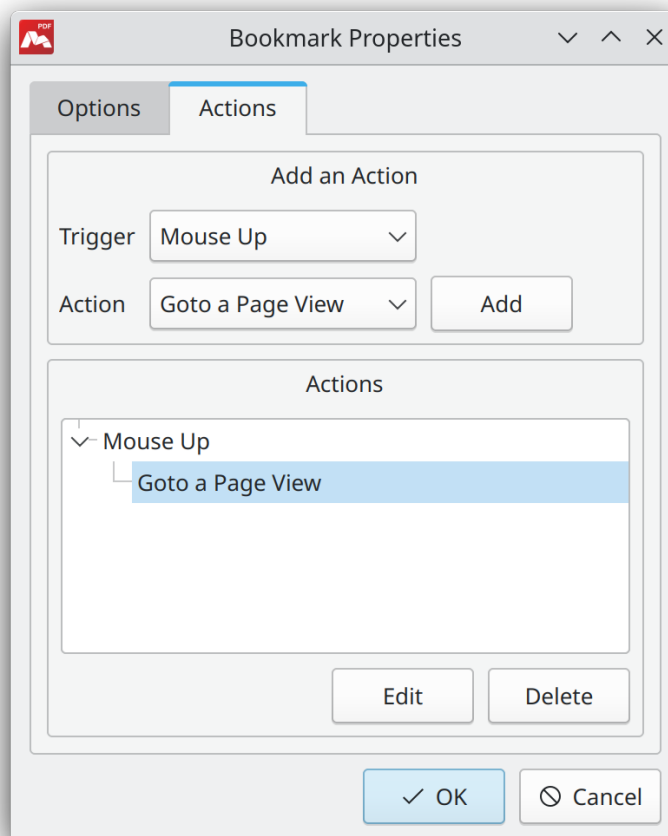 PDF
Bookmark Properties
Options
Actions
Add an Action
Trigger
Mouse Up
Action
Goto a Page View
Add
Actions
Mouse Up
Goto a Page View
Edit
Delete
OK
Cancel